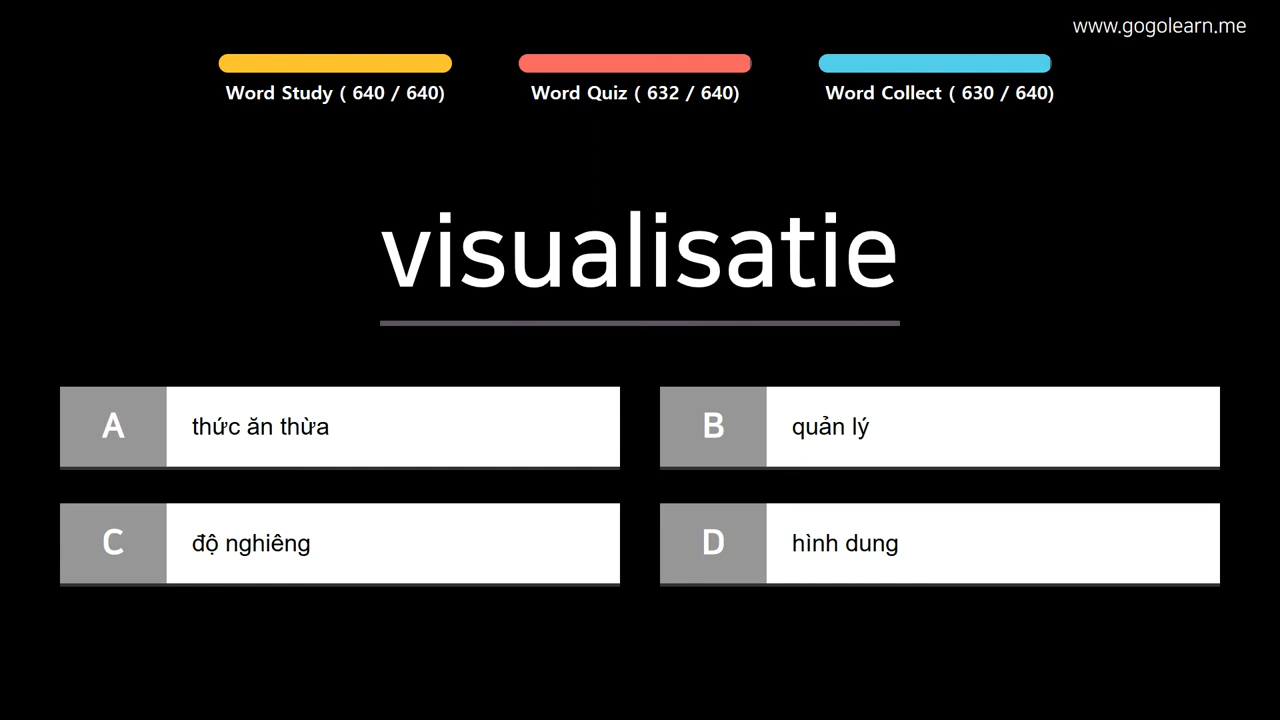 www.gogolearn.me
Word Study ( 640 / 640)
Word Quiz ( 632 / 640)
Word Collect ( 630 / 640)
visualisatie
A
thức ăn thừa
B
quản lý
C
độ nghiêng
D
hình dung